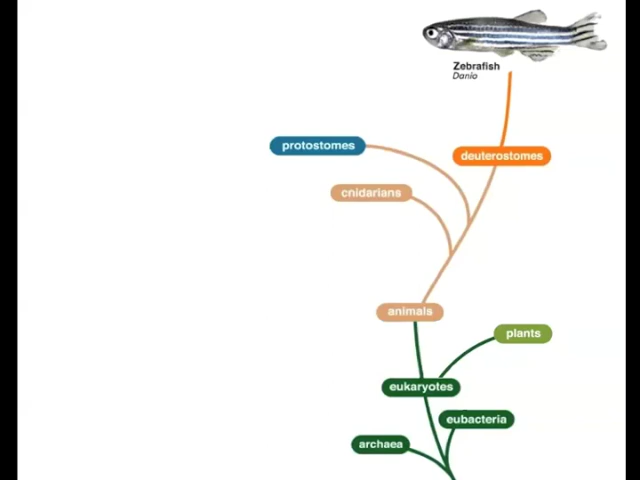 Zebrafish
Danio
protostomes
deuterostomes
cnidarians
animals
plants
eukaryotes
eubacteria
archaea